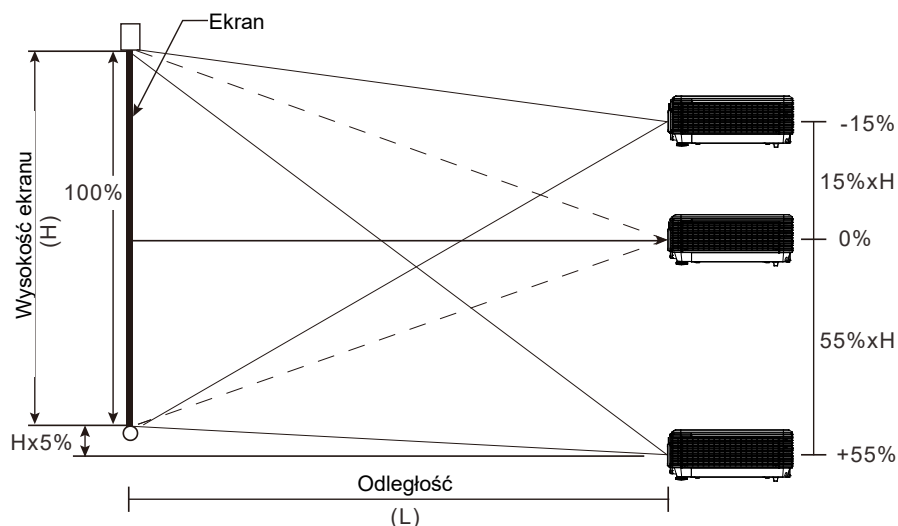 Ekran
-15%
15%xH
100%
Wysokość ekranu
(H)
0%
55%xH
Hx5%
+55%
Odległość
(L)